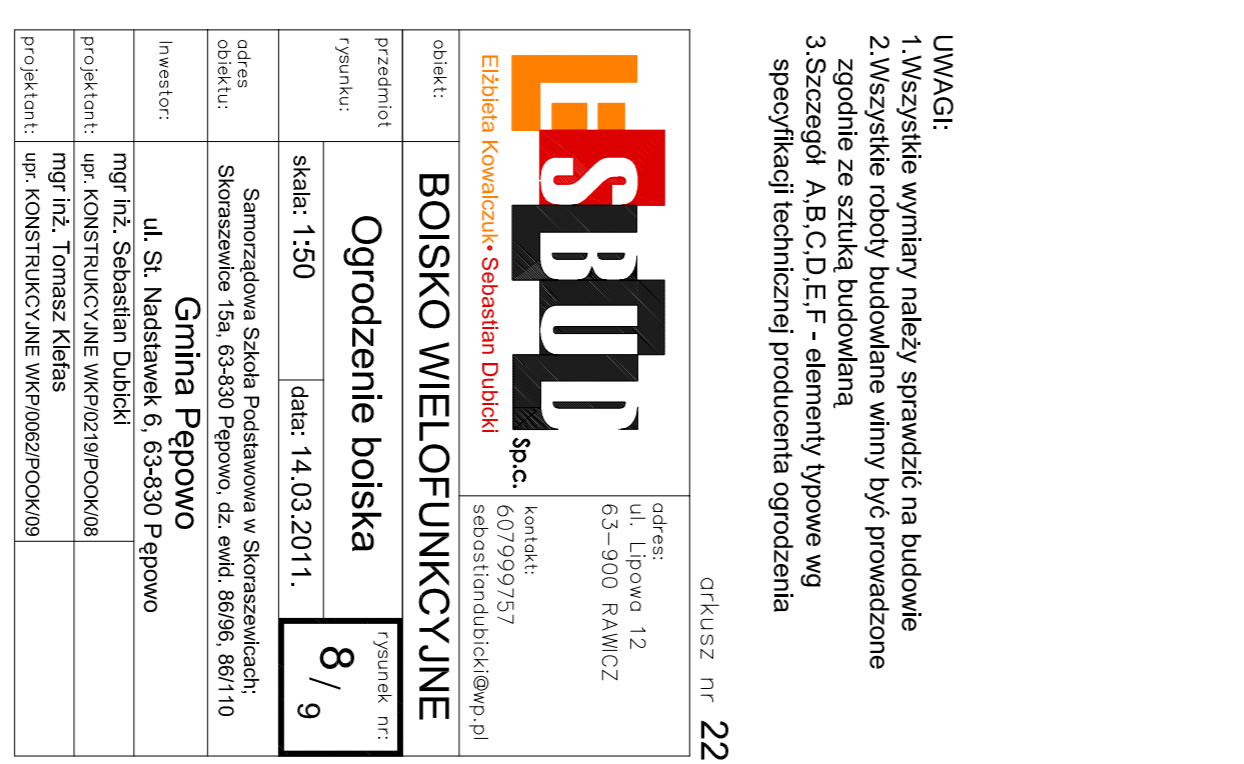 UWAGI:
1.Wszystkie wymiary należy sprawdzić na budowie
2.Wszystkie roboty budowlane winny być prowadzone
zgodnie ze sztuką budowlaną
3.Szczegół A,B,C,D,E,F - elementy typowe wg
specyfikacji technicznej producenta ogrodzenia
arkusz nr 22
LESBUD Sp.c.
Elżbieta Kowalczuk• Sebastian Dubicki
adres:
ul. Lipowa 12
63-900 RAWICZ
kontakt:
607999757
sebastiandubicki@wp.pl
obiekt:
BOISKO WIELOFUNKCYJNE
przedmiot
rysunku:
Ogrodzenie boiska
skala: 1:50
data: 14.03.2011.
rysunek nr:
8/9
adres
obiektu:
Samorządowa Szkoła Podstawowa w Skoraszewicach;
Skoraszewice 15a, 63-830 Pępowo, dz. ewid. 86/96, 86/110
Inwestor:
Gmina Pępowo
ul. St. Nadstawek 6, 63-830 Pępowo
projektant:
mgr inż. Sebastian Dubicki
upr. KONSTRUKCYJNE WKP/0219/POOK/08
projektant:
mgr inż. Tomasz Klefas
upr. KONSTRUKCYJNE WKP/0062/POOK/09